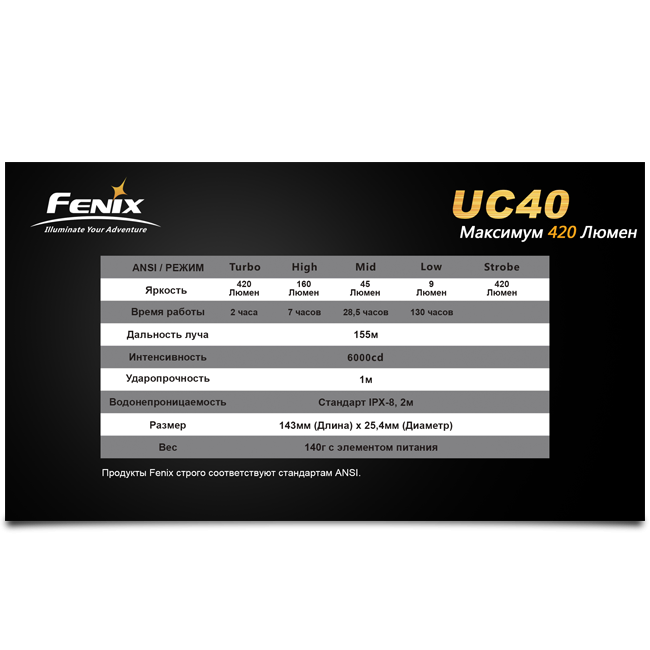 FENIX
Illuminate Your Adventure
UC40
Максимум 420 Люмен
ANSI / РЕЖИМ Turbo High Mid Low Strobe
Яркость 420 Люмен 160 Люмен 45 Люмен 9 Люмен 420 Люмен
Время работы 2 часа 7 часов 28,5 часов 130 часов
Дальность луча 155м
Интенсивность 6000cd
Ударопрочность 1м
Водонепроницаемость Стандарт IPX-8, 2м
Размер 143мм (Длина) x 25,4мм (Диаметр)
Вес 140г с элементом питания
Продукты Fenix строго соответствуют стандартам ANSI.